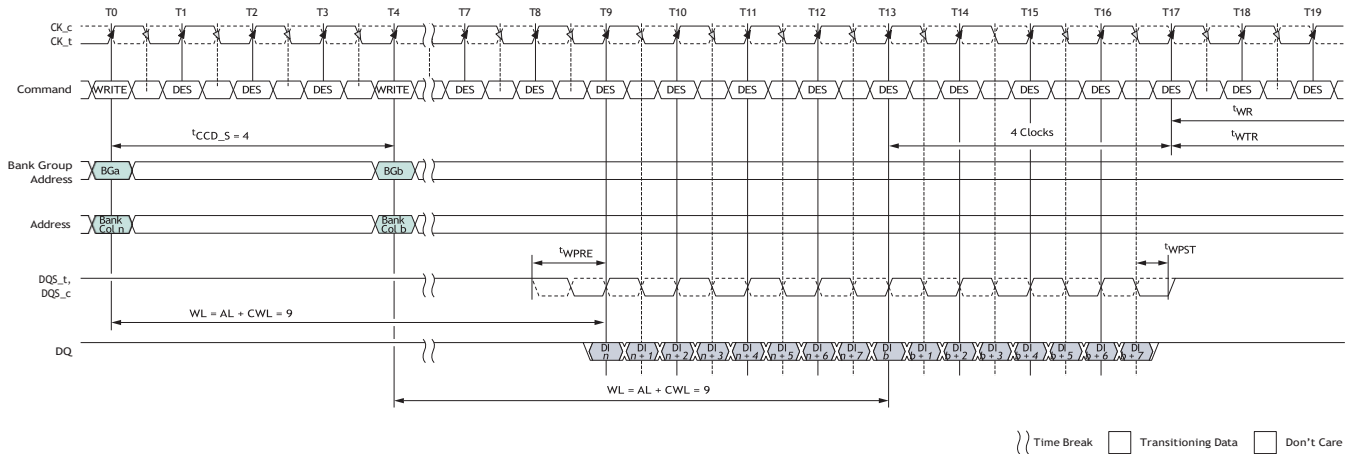 T0 T1 T2 T3 T4 T7 T8 T9 T10 T11 T12 T13 T14 T15 T16 T17 T18 T19
CK_c
CK_t
Command WRITE DES DES DES WRITE DES DES DES DES DES DES DES DES DES DES DES DES DES
tWR
tCCD_S = 4
4 Clocks
tWTR
Bank Group
Address
BGa BGb
Address
Bank
Col n
Bank
Col b
tWPRE
tWPST
DQS_t,
DQS_c
WL = AL + CWL = 9
DQ
DI
n
DI
n + 1
DI
n + 2
DI
n + 3
DI
n + 4
DI
n + 5
DI
n + 6
DI
n + 7
DI
b
DI
b + 1
DI
b + 2
DI
b + 3
DI
b + 4
DI
b + 5
DI
b + 6
DI
b + 7
WL = AL + CWL = 9
Time Break Transitioning Data Don't Care